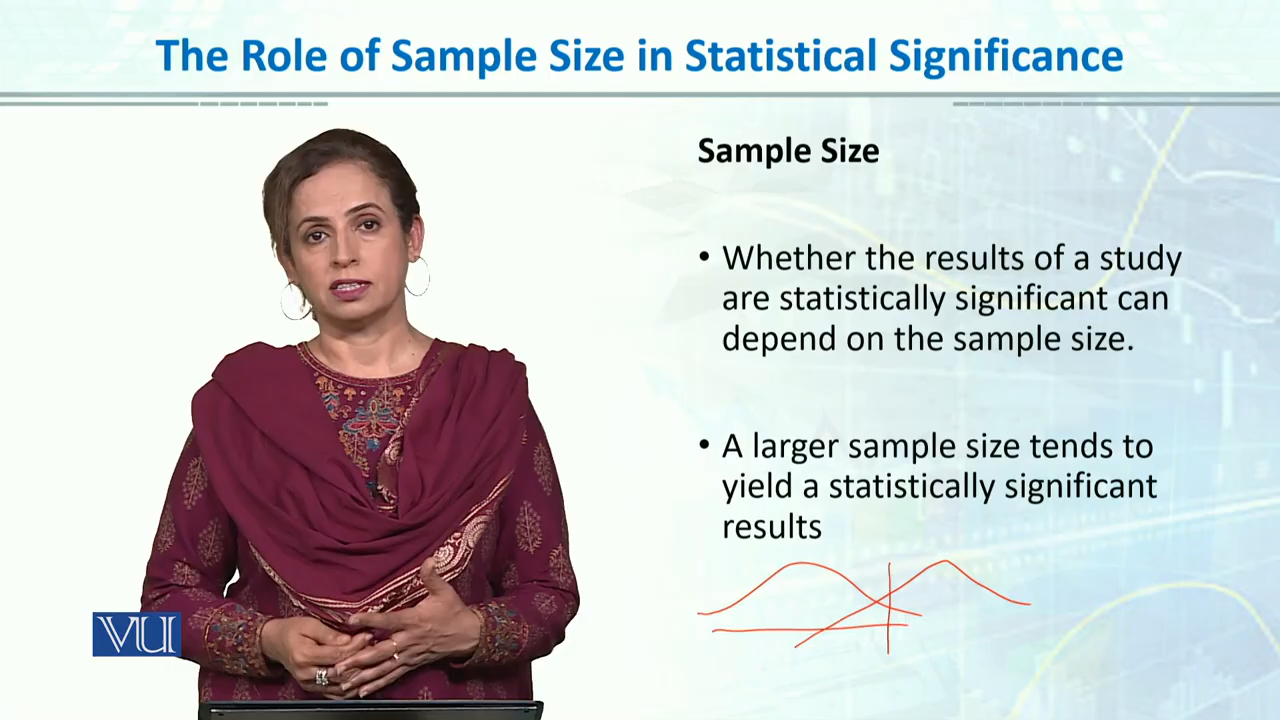 The Role of Sample Size in Statistical Significance
Sample Size
• Whether the results of a study
are statistically significant can
depend on the sample size.
• A larger sample size tends to
yield a statistically significant
results
VU